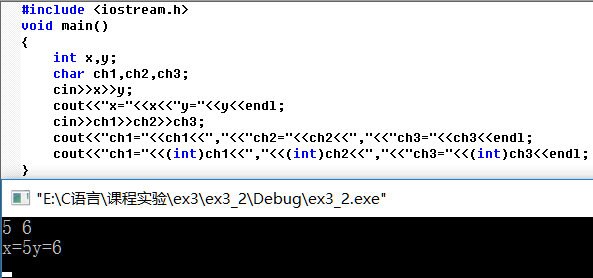 #include <iostream.h>
void main()
{
int x,y;
char ch1,ch2,ch3;
cin>>x>>y;
cout<<"x="<<x<<"y="<<y<<endl;
cin>>ch1>>ch2>>ch3;
cout<<"ch1="<<ch1<<","<<"ch2="<<ch2<<","<<"ch3="<<ch3<<endl;
cout<<"ch1="<<(int)ch1<<","<<(int)ch2<<","<<"ch3="<<(int)ch3<<endl;
}
"E:\C语言\课程实验\ex3\ex3_2\Debug\ex3_2.exe"
5 6
x=5y=6